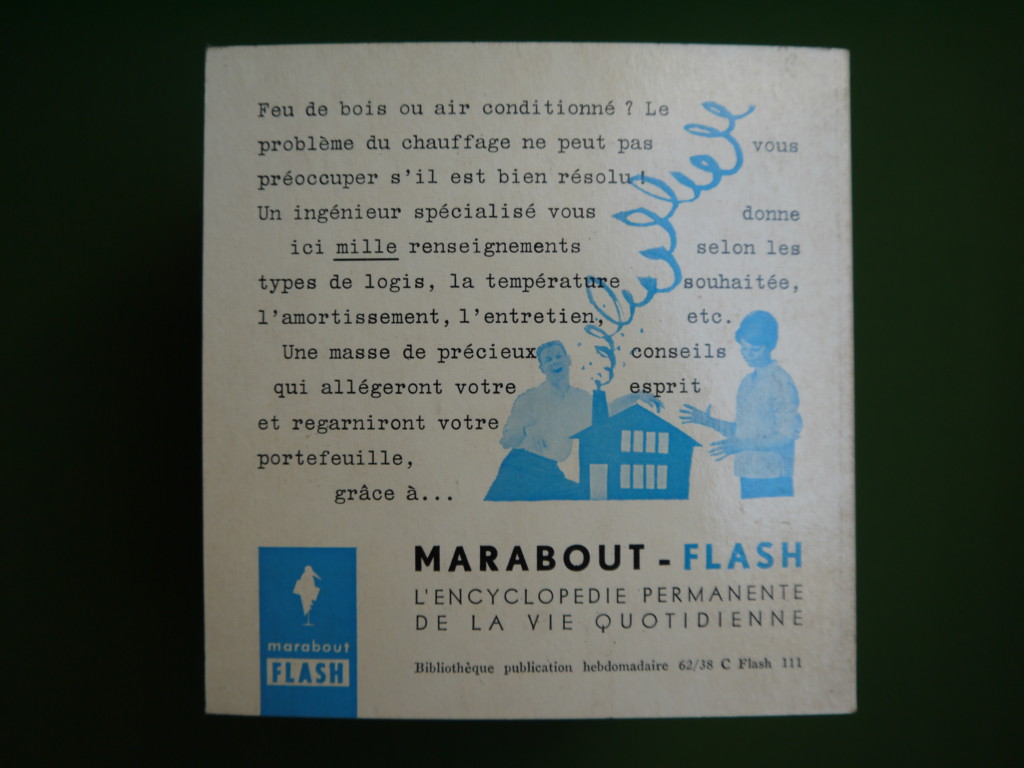 Feu de bois ou air conditionné ? Le
problème du chauffage ne peut pas vous
préoccuper s'il est bien résolu !
Un ingénieur spécialisé vous donne
ici mille renseignements selon les
types de logis, la température souhaitée,
l'amortissement, l'entretien, etc.
Une masse de précieux conseils
qui allégeront votre esprit
et regarniront votre
portefeuille,
grâce à...
MARABOUT - FLASH
L'ENCYCLOPEDIE PERMANENTE
DE LA VIE QUOTIDIENNE
Bibliothèque publication hebdomadaire 62/38 C Flash 111
marabout
FLASH